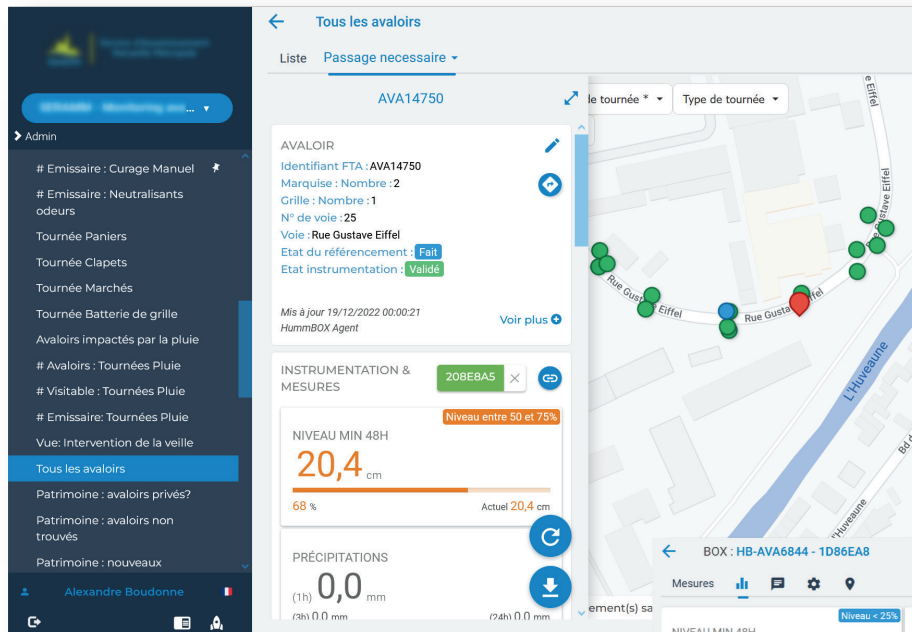 Tous les avaloirs
Liste
Passage necessaire
Admin
# Emissaire : Curage Manuel
# Emissaire : Neutralisants
odeurs
Tournée Paniers
Tournée Clapets
Tournée Marchés
Tournée Batterie de grille
Avaloirs impactés par la pluie
# Avaloirs : Tournées Pluie
# Visitable : Tournées Pluie
# Emissaire: Tournées Pluie
Vue: Intervention de la veille
Tous les avaloirs
Patrimoine : avaloirs privés?
Patrimoine : avaloirs non
trouvés
Patrimoine : nouveaux
Alexandre Boudonne
AVA14750
AVALOIR
Identifiant FTA : AVA14750
Marquise : Nombre : 2
Grille : Nombre : 1
N° de voie : 25
Voie : Rue Gustave Eiffel
Etat du référencement : Fait
Etat instrumentation : Validé
Mis à jour 19/12/2022 00:00:21
HummBOX Agent
Voir plus
INSTRUMENTATION &
MESURES
208E8A5
Niveau entre 50 et 75%
NIVEAU MIN 48H
20,4 cm
68 %
Actuel 20,4 cm
PRÉCIPITATIONS
(1h) 0,0 mm
(3h) 0,0 mm
(24h) 0,0 mm
de tournée *
Type de tournée
e Eiffel
Gustave Eiffel
Rue Gustave Eiffel
Rue Gustave Eiffel
L'Huveaune
Bd d
l'Huveaune
ement(s) sa
BOX : HB-AVA6844 - 1D86EA8
Mesures
Niveau < 25%
NIVEAU MIN 48H